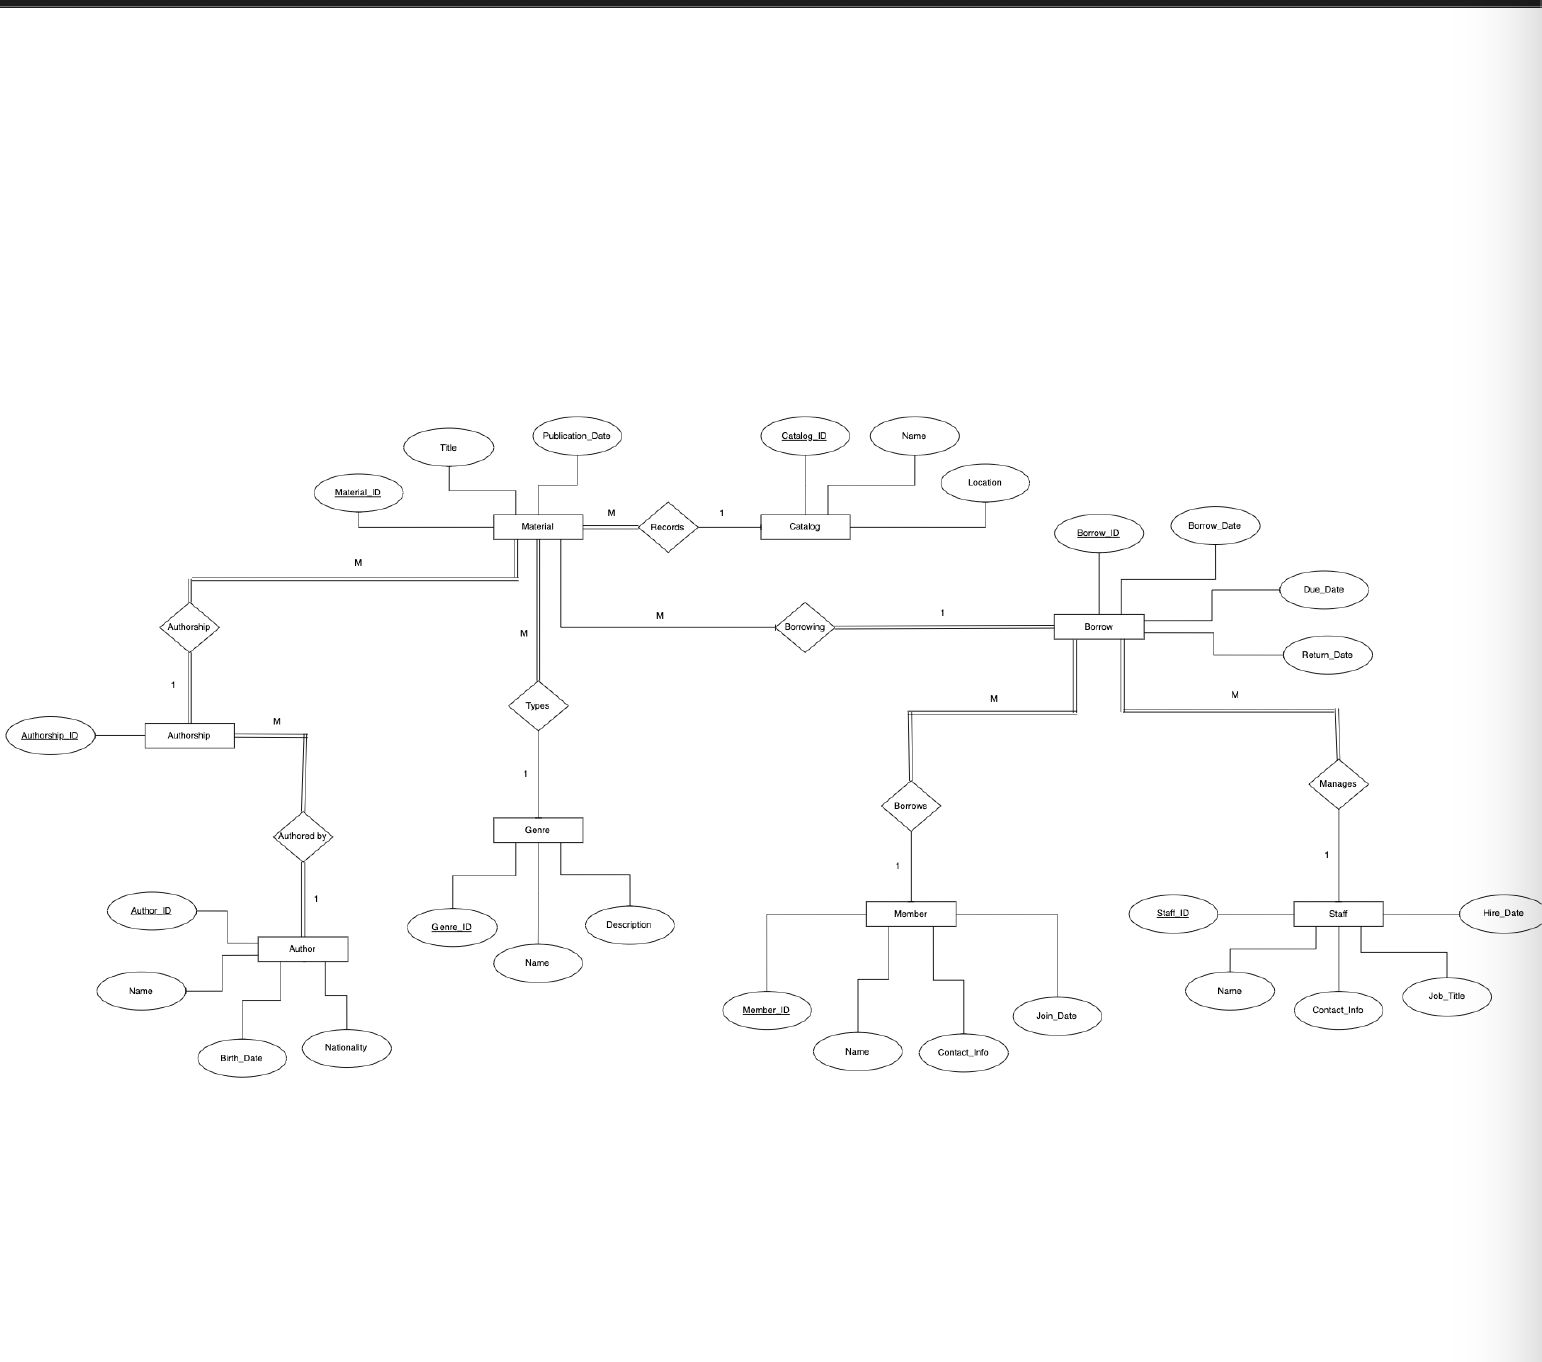 Publication_Date
Catalog_ID
Name
Title
Location
Material_ID
M
1
Material
Records
Catalog
Borrow_Date
Borrow_ID
M
Due_Date
M
1
Authorship
Borrowing
Borrow
M
Return_Date
1
M
M
Types
M
Authorship_ID
Authorship
1
Manages
Borrows
Genre
Authored by
1
1
1
Author_ID
Member
Staff_ID
Staff
Hire_Date
Genre_ID
Description
Author
Name
Name
Name
Job_Title
Member_ID
Contact_Info
Join_Date
Nationality
Birth_Date
Name
Contact_Info